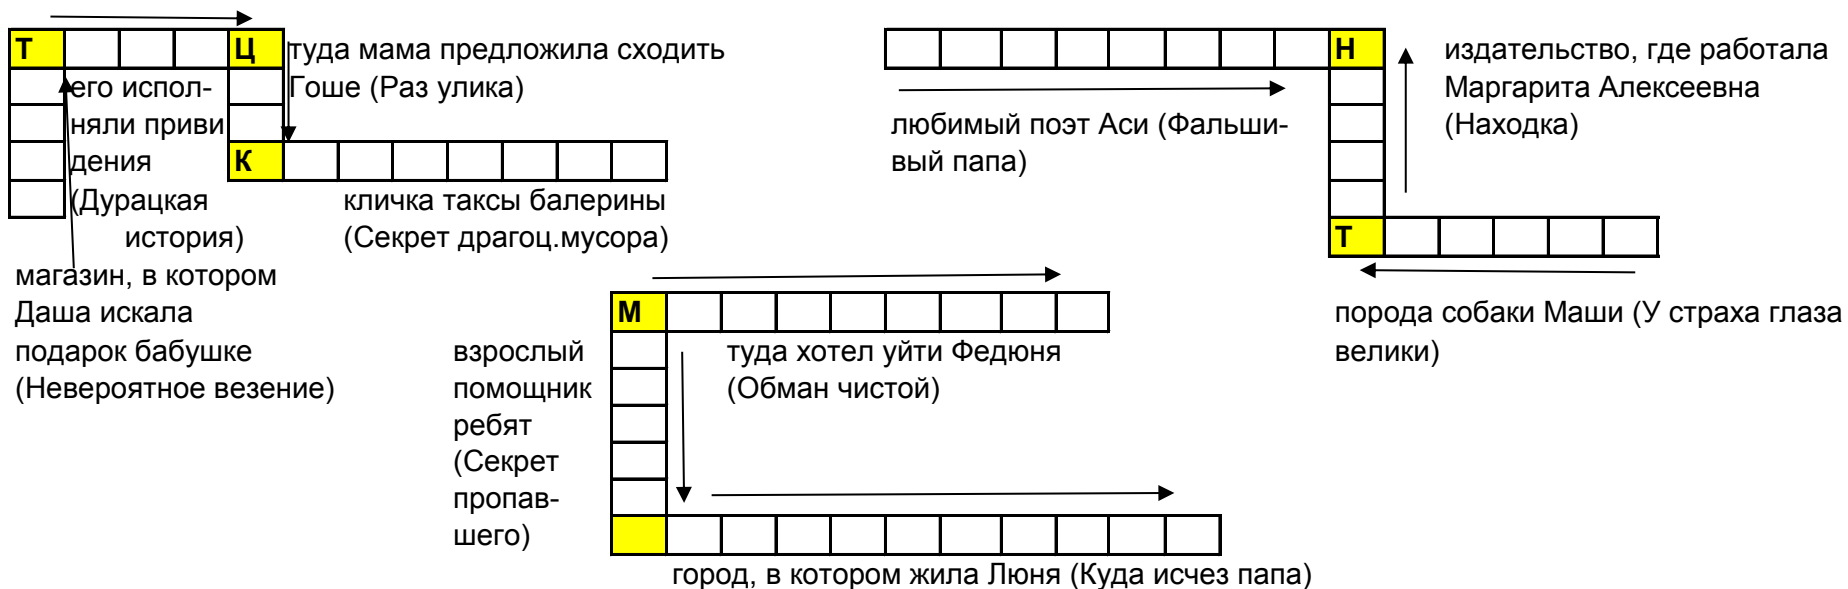 Т Ц
туда мама предложила сходить
Гоше (Раз улика)
его испол-
няли приви
дения
(Дурацкая
история)
К
кличка таксы балерины
(Секрет драгоц.мусора)
магазин, в котором
Даша искала
подарок бабушке
(Невероятное везение)
Н
издательство, где работала
Маргарита Алексеевна
(Находка)
любимый поэт Аси (Фальши-
вый папа)
Т
порода собаки Маши (У страха глаза
велики)
М
взрослый
помощник
ребят
(Секрет
пропав-
шего)
туда хотел уйти Федюня
(Обман чистой)
город, в котором жила Люня (Куда исчез папа)